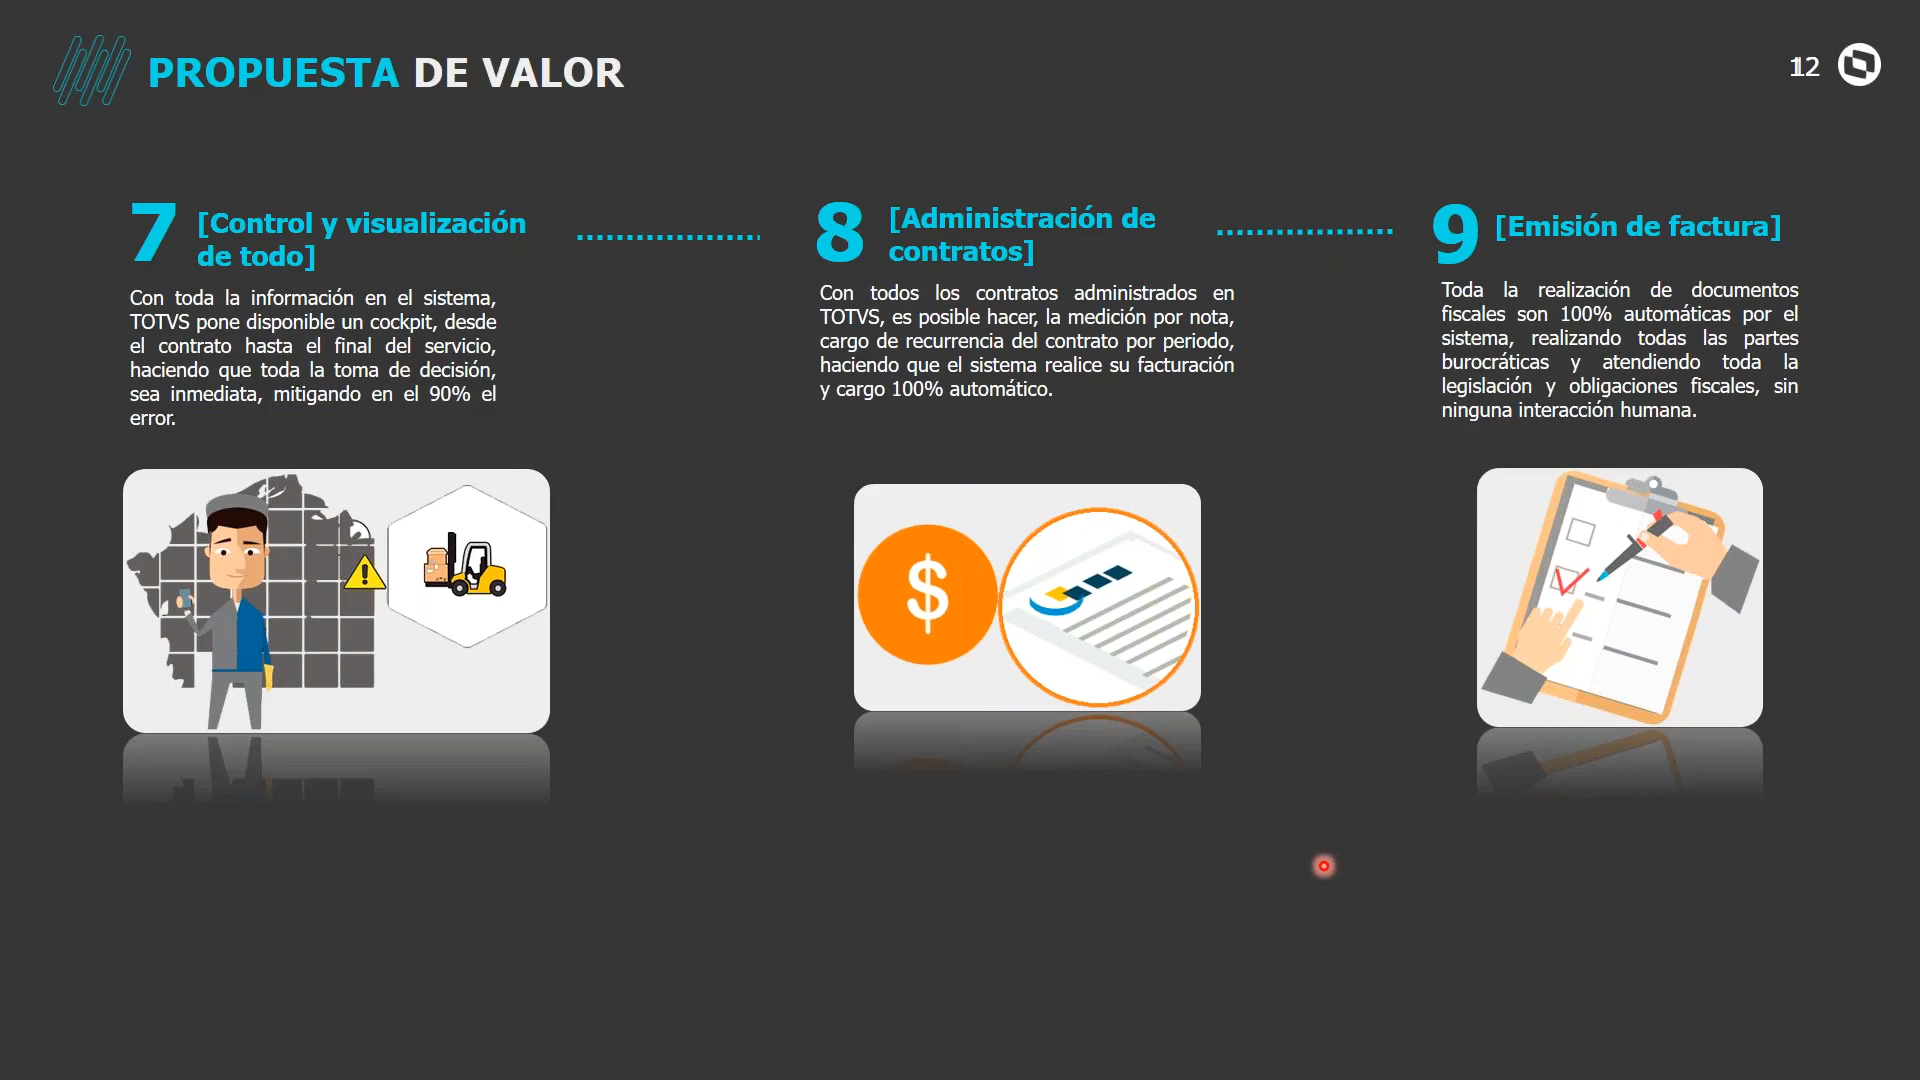 PROPUESTA DE VALOR
12
7
[Control y visualización
de todo]
Con toda la información en el sistema,
TOTVS pone disponible un cockpit, desde
el contrato hasta el final del servicio,
haciendo que toda la toma de decisión,
sea inmediata, mitigando en el 90% el
error.
8
[Administración de
contratos]
Con todos los contratos administrados en
TOTVS, es posible hacer, la medición por nota,
cargo de recurrencia del contrato por periodo,
haciendo que el sistema realice su facturación
y cargo 100% automático.
$
9
[Emisión de factura]
Toda la realización de documentos
fiscales son 100% automáticas por el
sistema, realizando todas las partes
burocráticas y atendiendo toda la
legislación y obligaciones fiscales, sin
ninguna interacción humana.